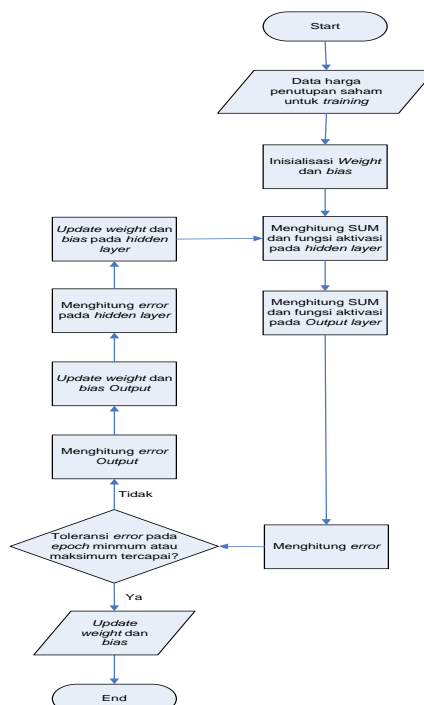 Start
Data harga
penutupan saham
untuk training
Inisialisasi Weight
dan bias
Menghitung SUM
dan fungsi aktivasi
pada hidden layer
Menghitung SUM
dan fungsi aktivasi
pada Output layer
Menghitung error
Toleransi error pada
epoch minmum atau
maksimum tercapai?
Tidak
Menghitung error
Output
Update weight dan
bias Output
Menghitung error
pada hidden layer
Update weight dan
bias pada hidden
layer
Ya
Update
weight dan
bias
End